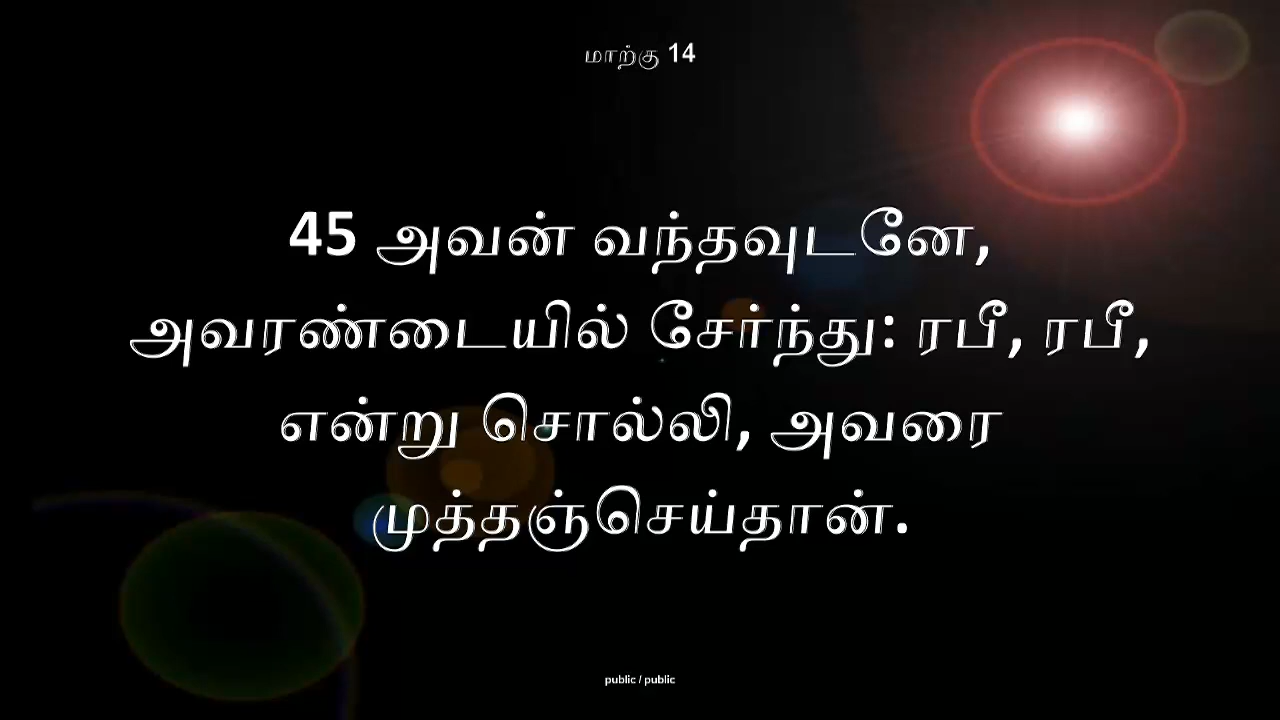 மாற்கு 14
45 அவன் வந்தவுடனே,
அவரண்டையில் சேர்ந்து: ரபீ, ரபீ,
என்று சொல்லி, அவரை
முத்தஞ்செய்தான்.
public / public